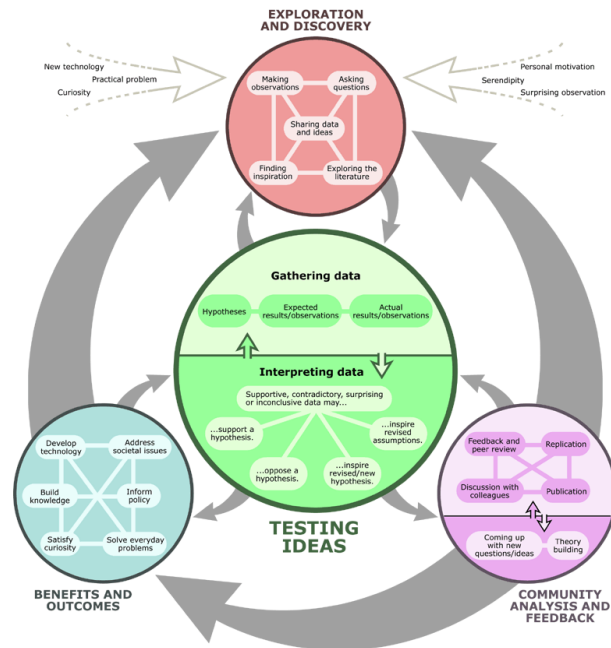 EXPLORATION
AND DISCOVERY
New technology
Practical problem
Curiosity
Personal motivation
Serendipity
Surprising observation
Making
observations
Asking
questions
Sharing data
and ideas
Finding
inspiration
Exploring the
literature
Gathering data
Hypotheses
Expected
results/observations
Actual
results/observations
Interpreting data
Supportive, contradictory, surprising
or inconclusive data may...
...support a
hypothesis.
...oppose a
hypothesis.
...inspire
revised/new
hypothesis.
...inspire
revised
assumptions.
TESTING
IDEAS
Develop
technology
Address
societal issues
Build
knowledge
Inform
policy
Satisfy
curiosity
Solve everyday
problems
BENEFITS AND
OUTCOMES
Feedback and
peer review
Replication
Discussion with
colleagues
Publication
Coming up
with new
questions/ideas
Theory
building
COMMUNITY
ANALYSIS AND
FEEDBACK